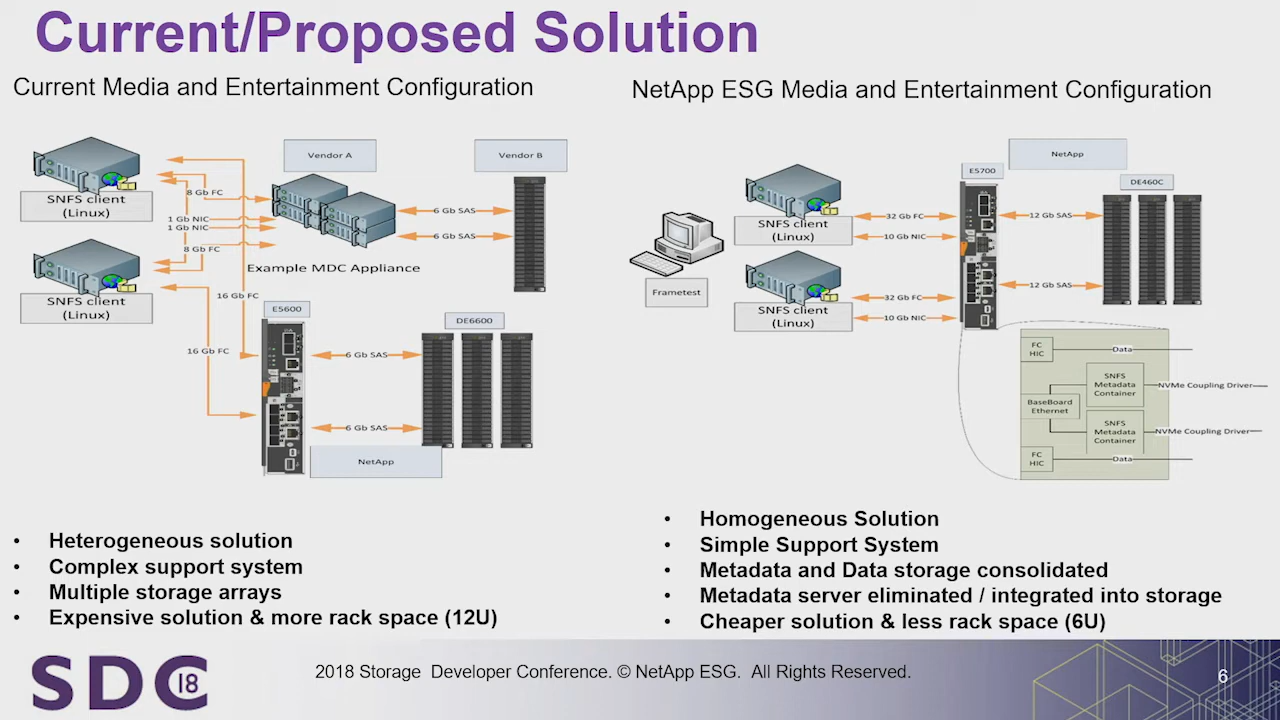 Current/Proposed Solution
Current Media and Entertainment Configuration
SNFS client
(Linux)
SNFS client
(Linux)
8 Gb FC
1 Gb NIC
1 Gb NIC
8 Gb FC
16 Gb FC
16 Gb FC
Vendor A
Vendor B
6 Gb SAS
6 Gb SAS
Example MDC Appliance
E5600
DE6600
6 Gb SAS
6 Gb SAS
NetApp
• Heterogeneous solution
• Complex support system
• Multiple storage arrays
• Expensive solution & more rack space (12U)
NetApp ESG Media and Entertainment Configuration
Frametest
SNFS client
(Linux)
SNFS client
(Linux)
32 Gb FC
10 Gb NIC
32 Gb FC
10 Gb NIC
NetApp
E5700
DE460C
12 Gb SAS
12 Gb SAS
FC
HIC
Data
SNFS
Metadata
Container
NVMe Coupling Driver
BaseBoard
Ethernet
SNFS
Metadata
Container
NVMe Coupling Driver
FC
HIC
Data
• Homogeneous Solution
• Simple Support System
• Metadata and Data storage consolidated
• Metadata server eliminated / integrated into storage
• Cheaper solution & less rack space (6U)
SDC 18
2018 Storage Developer Conference. © NetApp ESG. All Rights Reserved.
6